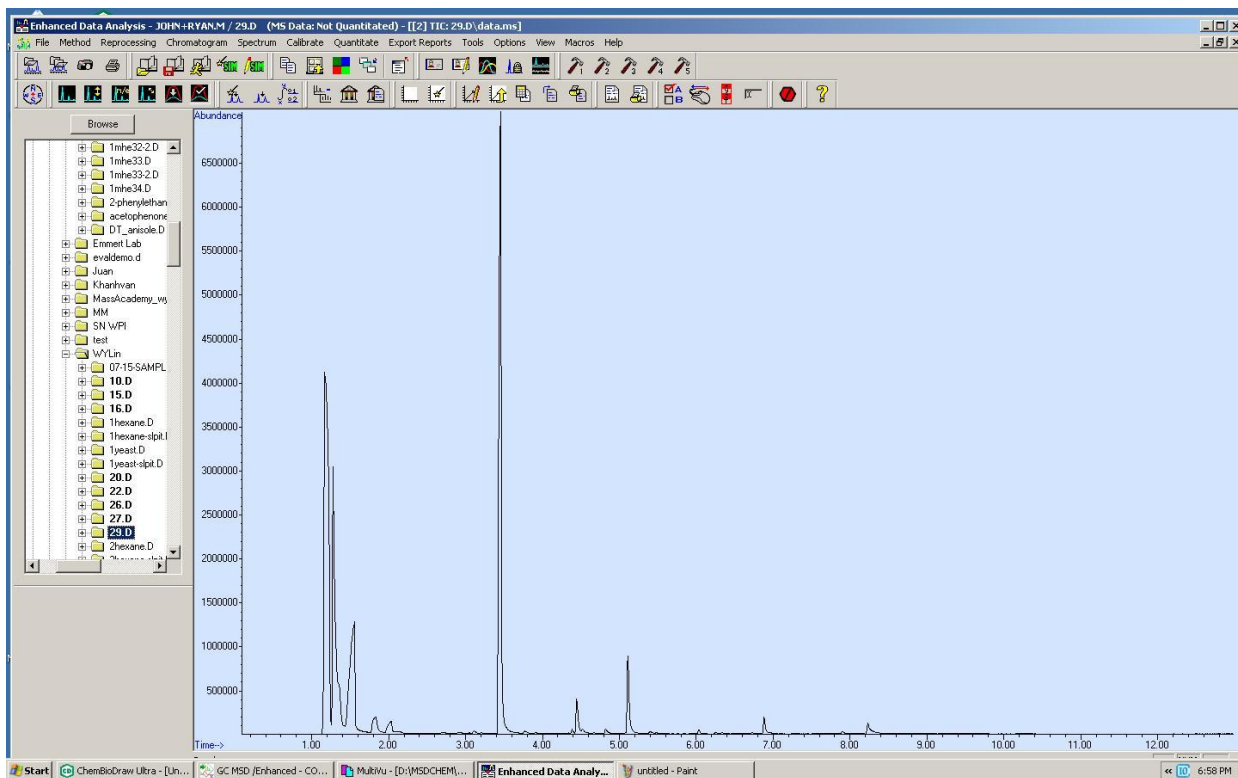 Enhanced Data Analysis - JOHN+RYAN.M / 29.D (MS Data: Not Quantitated) - [[2] TIC: 29.D\data.ms]
File Method Reprocessing Chromatogram Spectrum Calibrate Quantitate Export Reports Tools Options View Macros Help
Browse
1mhe32-2.D
1mhe33.D
1mhe33-2.D
1mhe34.D
2-phenylethan
acetophenone
DT_anisole.D
Emmert Lab
evaldemo.d
Juan
Khanhvan
MassAcademy_wy
MM
SN WPI
test
WYLin
07-15-SAMPL
10.D
15.D
16.D
1hexane.D
1hexane-slpit.
1yeast.D
1yeast-slpit.D
20.D
22.D
26.D
27.D
29.D
2hexane.D
Abundance
6500000
6000000
5500000
5000000
4500000
4000000
3500000
3000000
2500000
2000000
1500000
1000000
500000
Time-->
1.00 2.00 3.00 4.00 5.00 6.00 7.00 8.00 9.00 10.00 11.00 12.00
Start ChemBioDraw Ultra - [Un... GC MSD /Enhanced - CO... MultiVu - [D:\MSDCHEM\... Enhanced Data Analy... untitled - Paint « 10 6:58 PM